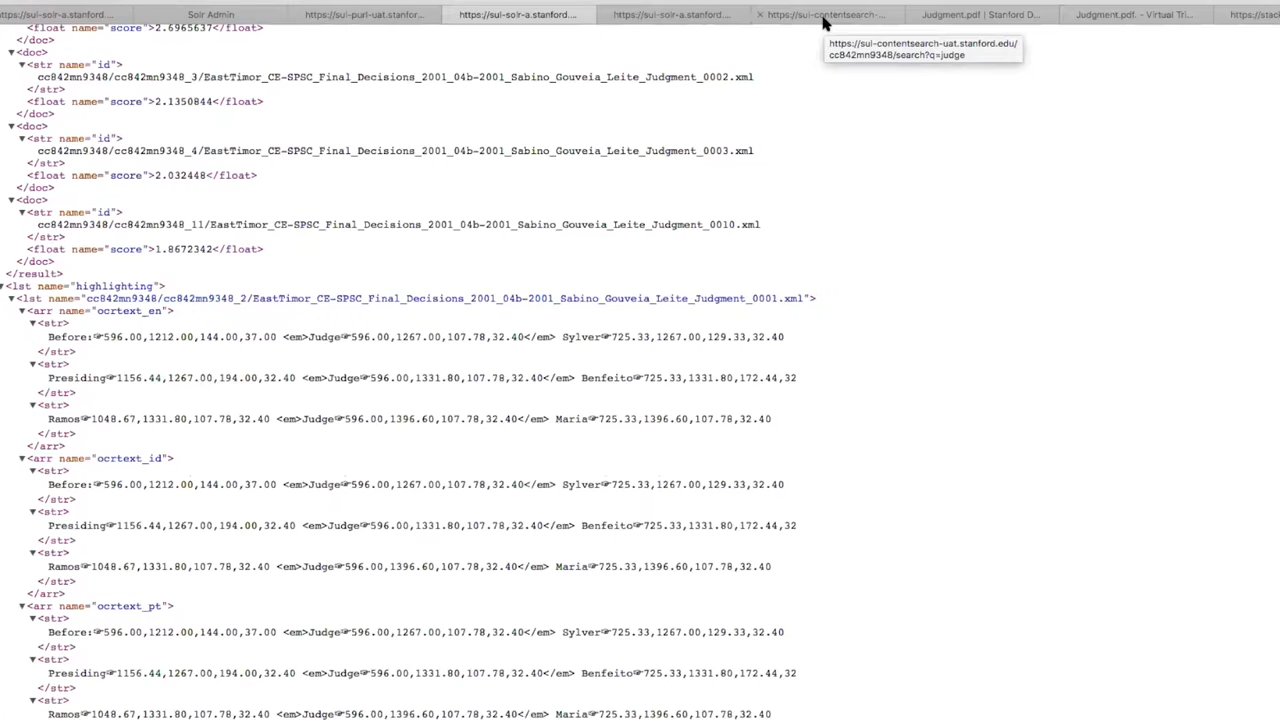 https://sul-solr-a.stanford....
Solr Admin
https://sul-purl-uat.stanfor...
https://sul-solr-a.stanford....
https://sul-solr-a.stanford....
× https://sul-contentsearch-...
Judgment.pdf | Stanford D...
Judgment.pdf. - Virtual Tri...
https://stack
https://sul-contentsearch-uat.stanford.edu/
cc842mn9348/search?q=judge
<float name="score">2.6965637</float>
</doc>
▼<doc>
▼<str name="id">
cc842mn9348/cc842mn9348_3/EastTimor_CE-SPSC_Final_Decisions_2001_04b-2001_Sabino_Gouveia_Leite_Judgment_0002.xml
</str>
<float name="score">2.1350844</float>
</doc>
▼<doc>
▼<str name="id">
cc842mn9348/cc842mn9348_4/EastTimor_CE-SPSC_Final_Decisions_2001_04b-2001_Sabino_Gouveia_Leite_Judgment_0003.xml
</str>
<float name="score">2.032448</float>
</doc>
▼<doc>
▼<str name="id">
cc842mn9348/cc842mn9348_11/EastTimor_CE-SPSC_Final_Decisions_2001_04b-2001_Sabino_Gouveia_Leite_Judgment_0010.xml
</str>
<float name="score">1.8672342</float>
</doc>
</result>
▼<lst name="highlighting">
▼<lst name="cc842mn9348/cc842mn9348_2/EastTimor_CE-SPSC_Final_Decisions_2001_04b-2001_Sabino_Gouveia_Leite_Judgment_0001.xml">
▼<arr name="ocrtext_en">
▼<str>
Before:☞596.00,1212.00,144.00,37.00 <em>Judge☞596.00,1267.00,107.78,32.40</em> Sylver☞725.33,1267.00,129.33,32.40
</str>
▼<str>
Presiding☞1156.44,1267.00,194.00,32.40 <em>Judge☞596.00,1331.80,107.78,32.40</em> Benfeito☞725.33,1331.80,172.44,32
</str>
▼<str>
Ramos☞1048.67,1331.80,107.78,32.40 <em>Judge☞596.00,1396.60,107.78,32.40</em> Maria☞725.33,1396.60,107.78,32.40
</str>
</arr>
▼<arr name="ocrtext_id">
▼<str>
Before:☞596.00,1212.00,144.00,37.00 <em>Judge☞596.00,1267.00,107.78,32.40</em> Sylver☞725.33,1267.00,129.33,32.40
</str>
▼<str>
Presiding☞1156.44,1267.00,194.00,32.40 <em>Judge☞596.00,1331.80,107.78,32.40</em> Benfeito☞725.33,1331.80,172.44,32
</str>
▼<str>
Ramos☞1048.67,1331.80,107.78,32.40 <em>Judge☞596.00,1396.60,107.78,32.40</em> Maria☞725.33,1396.60,107.78,32.40
</str>
</arr>
▼<arr name="ocrtext_pt">
▼<str>
Before:☞596.00,1212.00,144.00,37.00 <em>Judge☞596.00,1267.00,107.78,32.40</em> Sylver☞725.33,1267.00,129.33,32.40
</str>
▼<str>
Presiding☞1156.44,1267.00,194.00,32.40 <em>Judge☞596.00,1331.80,107.78,32.40</em> Benfeito☞725.33,1331.80,172.44,32
</str>
▼<str>
Ramos☞1048.67,1331.80,107.78,32.40 <em>Judge☞596.00,1396.60,107.78,32.40</em> Maria☞725.33,1396.60,107.78,32.40